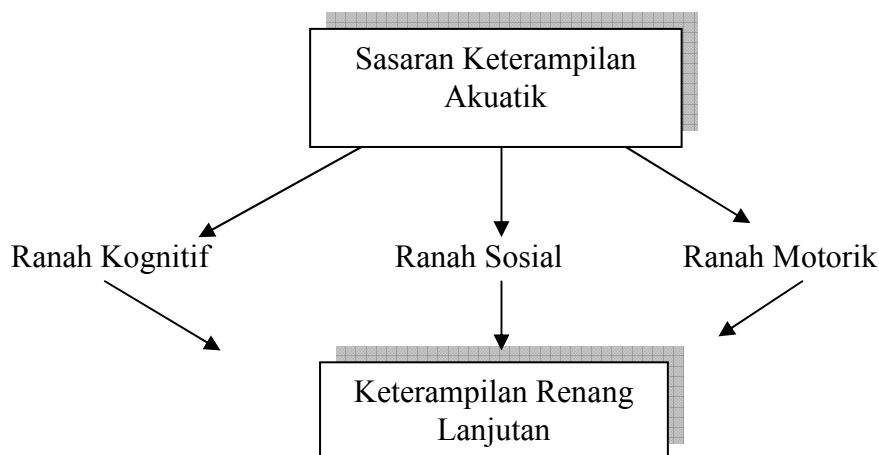 Sasaran Keterampilan
Akuatik
Ranah Kognitif
Ranah Sosial
Ranah Motorik
Keterampilan Renang
Lanjutan